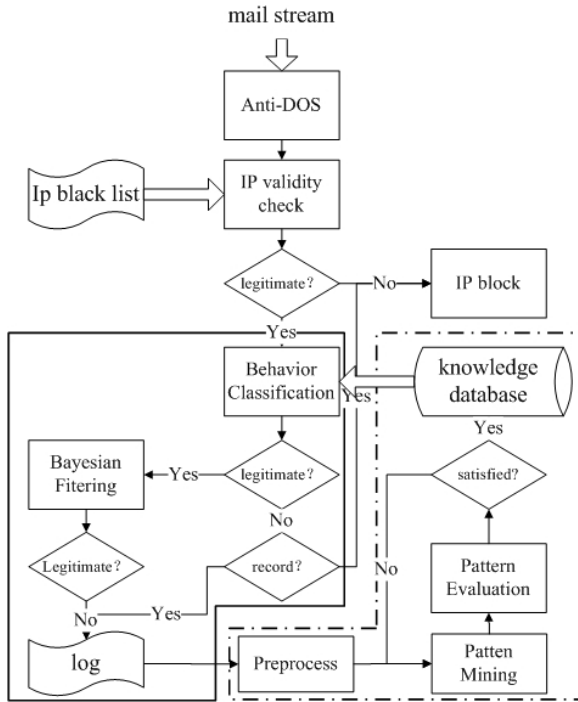 mail stream
Anti-DOS
Ip black list
IP validity
check
legitimate?
No
IP block
Yes
Behavior
Classification
Yes
knowledge
database
Yes
Bayesian
Fitering
Yes
legitimate?
satisfied?
No
Legitimate?
record?
No
Pattern
Evaluation
No
Yes
log
Preprocess
Patten
Mining